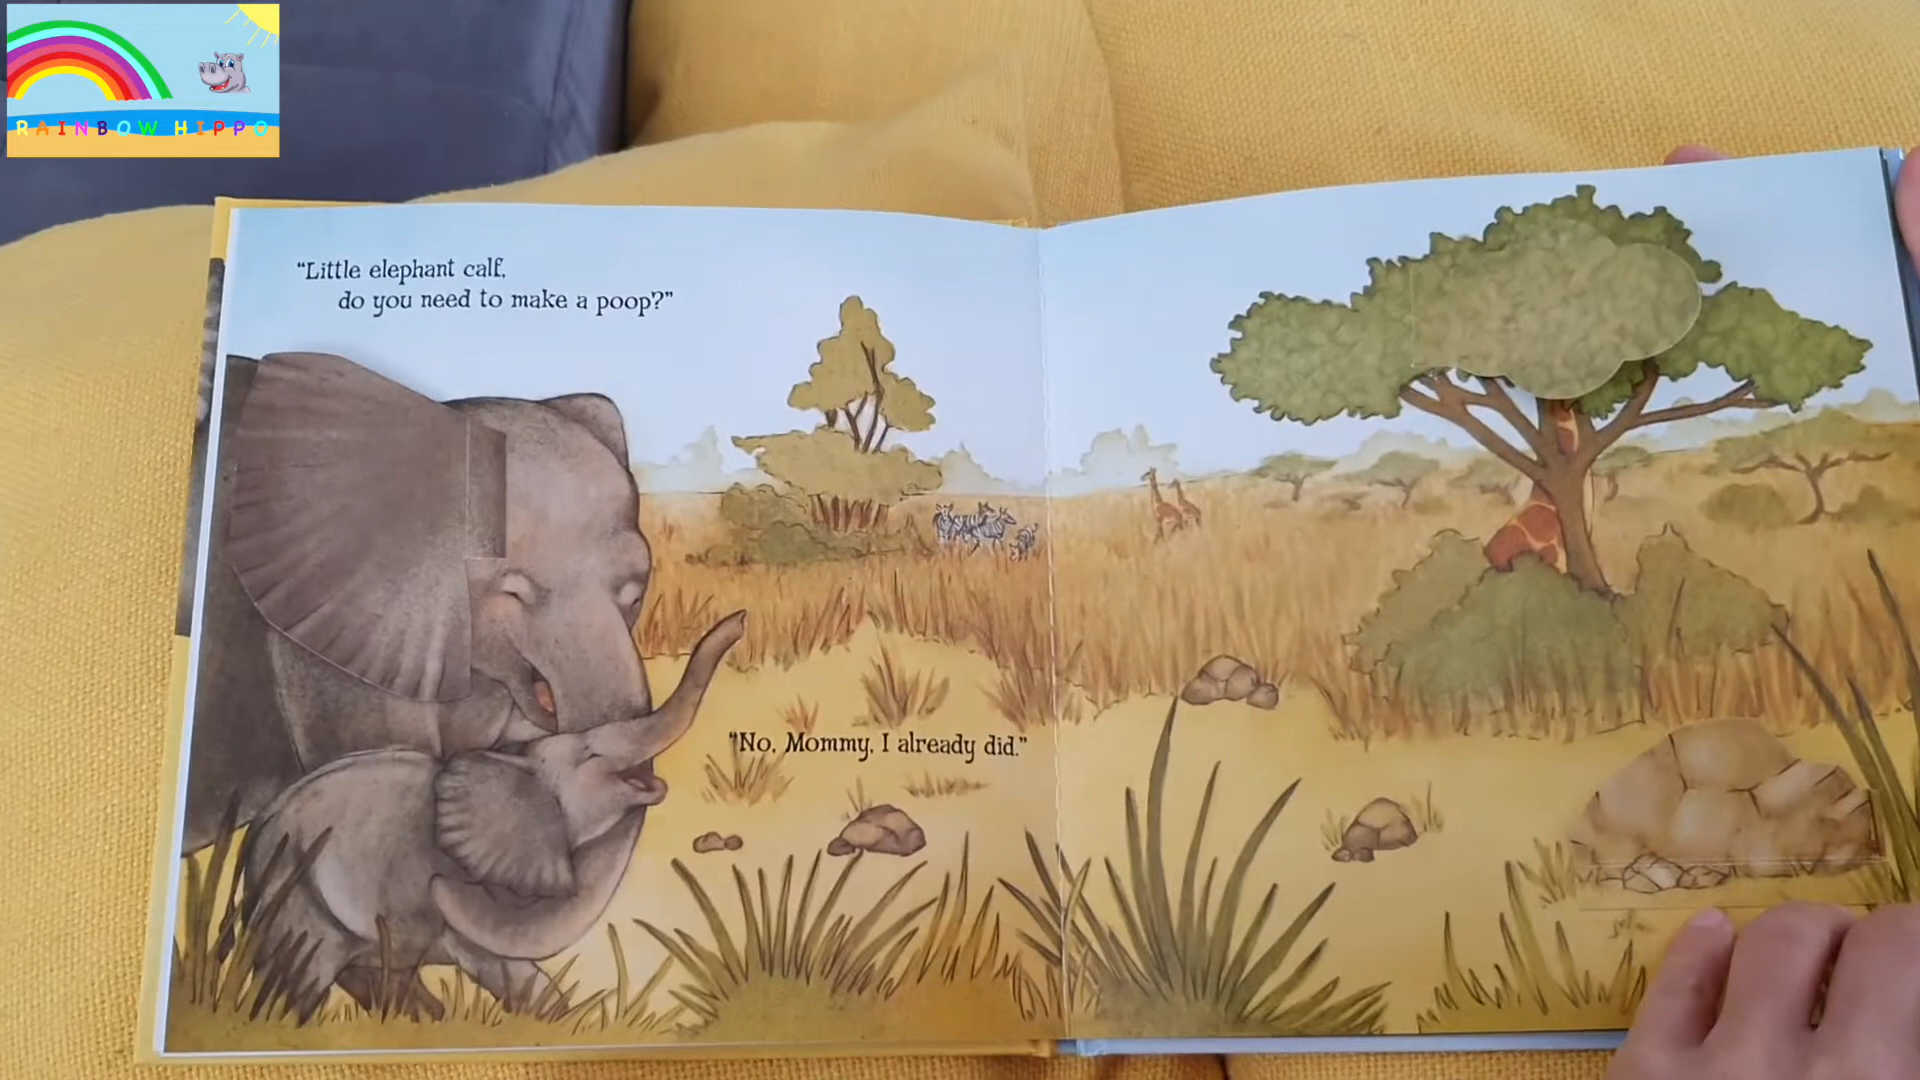 RAINBOW HIPPO
“Little elephant calf,
do you need to make a poop?”
“No, Mommy, I already did.”